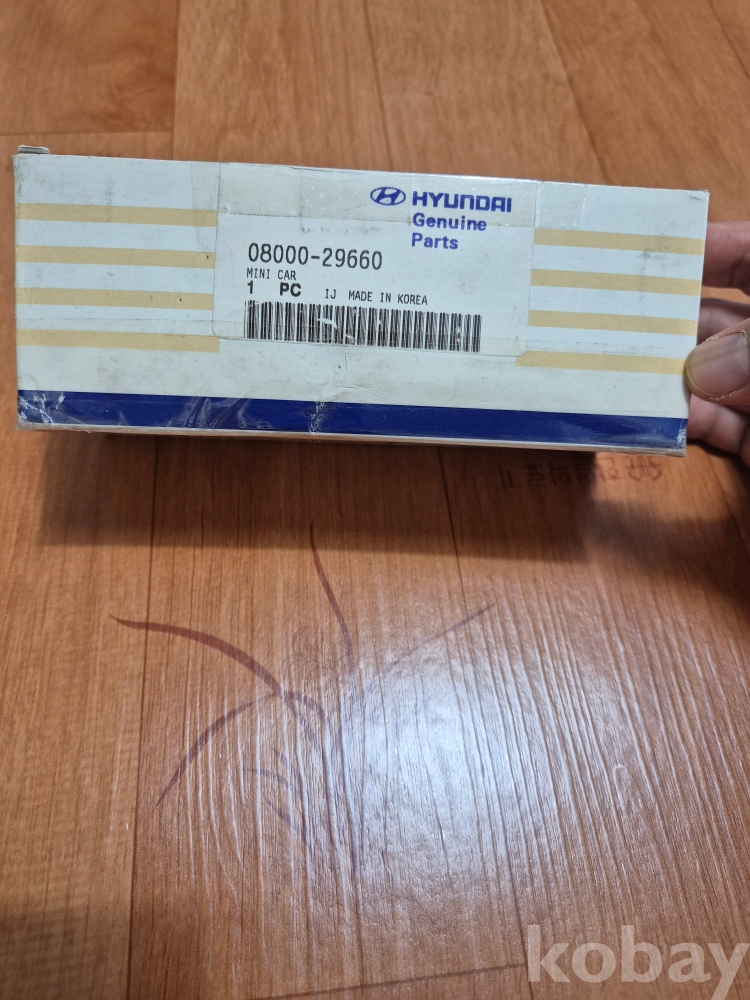 HYUNDAI
Genuine
Parts
08000-29660
MINI CAR
1 PC IJ MADE IN KOREA
kobay